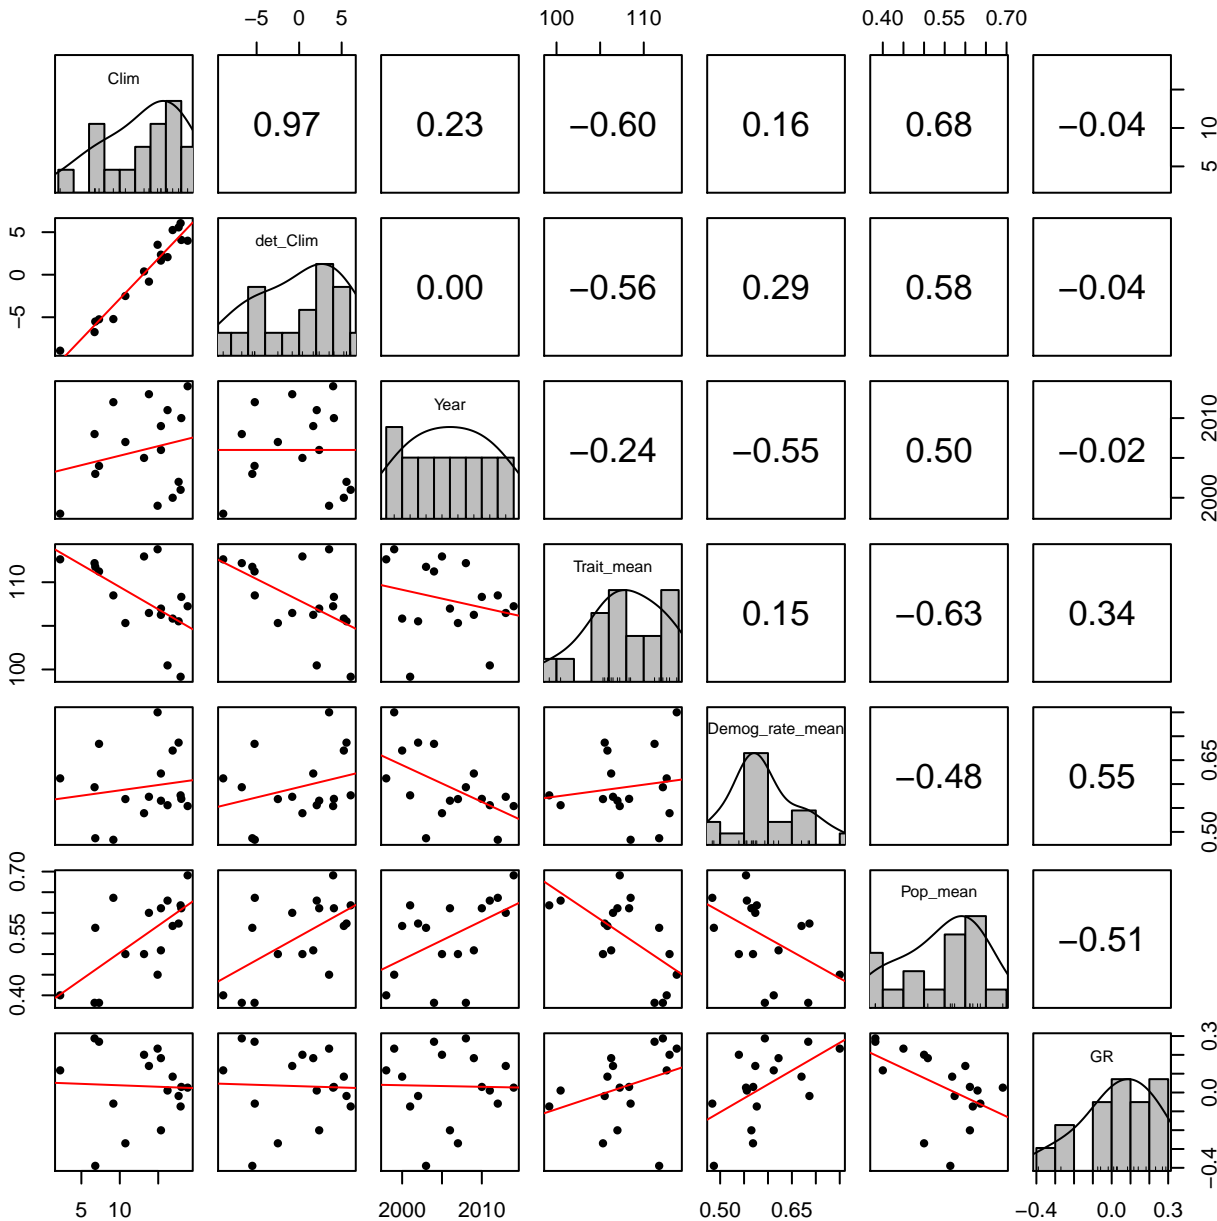 −5 0 5 100 110 0.40 0.55 0.70
Clim 0.97 0.23 −0.60 0.16 0.68 −0.04 5 10
−5 0 5 det_Clim 0.00 −0.56 0.29 0.58 −0.04
Year −0.24 −0.55 0.50 −0.02 2000 2010
100 110 Trait_mean 0.15 −0.63 0.34
Demog_rate_mean −0.48 0.55 0.50 0.65
0.40 0.55 0.70 Pop_mean −0.51
GR −0.4 0.0 0.3
5 10 2000 2010 0.50 0.65 −0.4 0.0 0.3